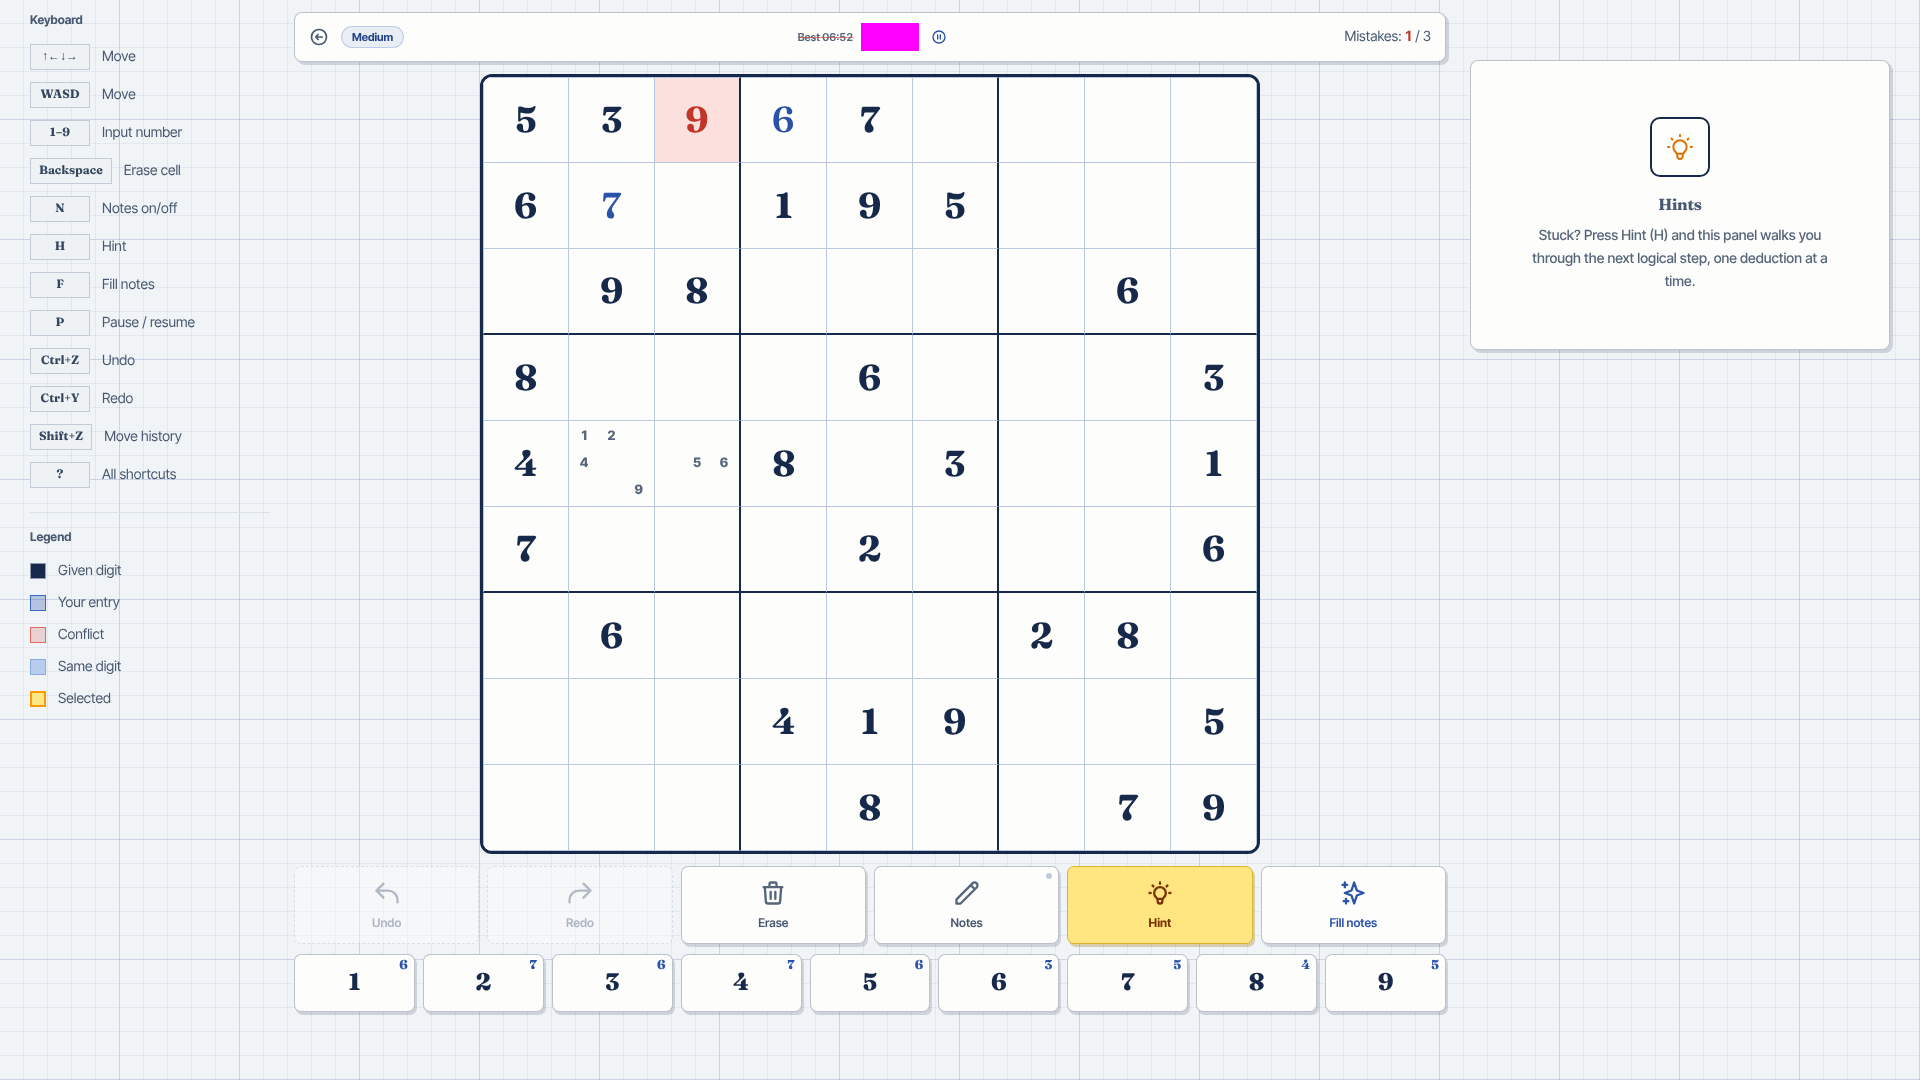 Keyboard
↑←↓→ Move
WASD Move
1–9 Input number
Backspace Erase cell
N Notes on/off
H Hint
F Fill notes
P Pause / resume
Ctrl+Z Undo
Ctrl+Y Redo
Shift+Z Move history
? All shortcuts
Legend
Given digit
Your entry
Conflict
Same digit
Selected
Medium
Best 06:52
Mistakes: 1 / 3
5 3 9 6 7
6 7 1 9 5
9 8 6
8 6 3
1 2
4 4 9 5 6 8 3 1
7 2 6
6 2 8
4 1 9 5
8 7 9
Undo
Redo
Erase
Notes
Hint
Fill notes
1 6
2 7
3 6
4 7
5 6
6 3
7 5
8 4
9 5
Hints
Stuck? Press Hint (H) and this panel walks you
through the next logical step, one deduction at a
time.